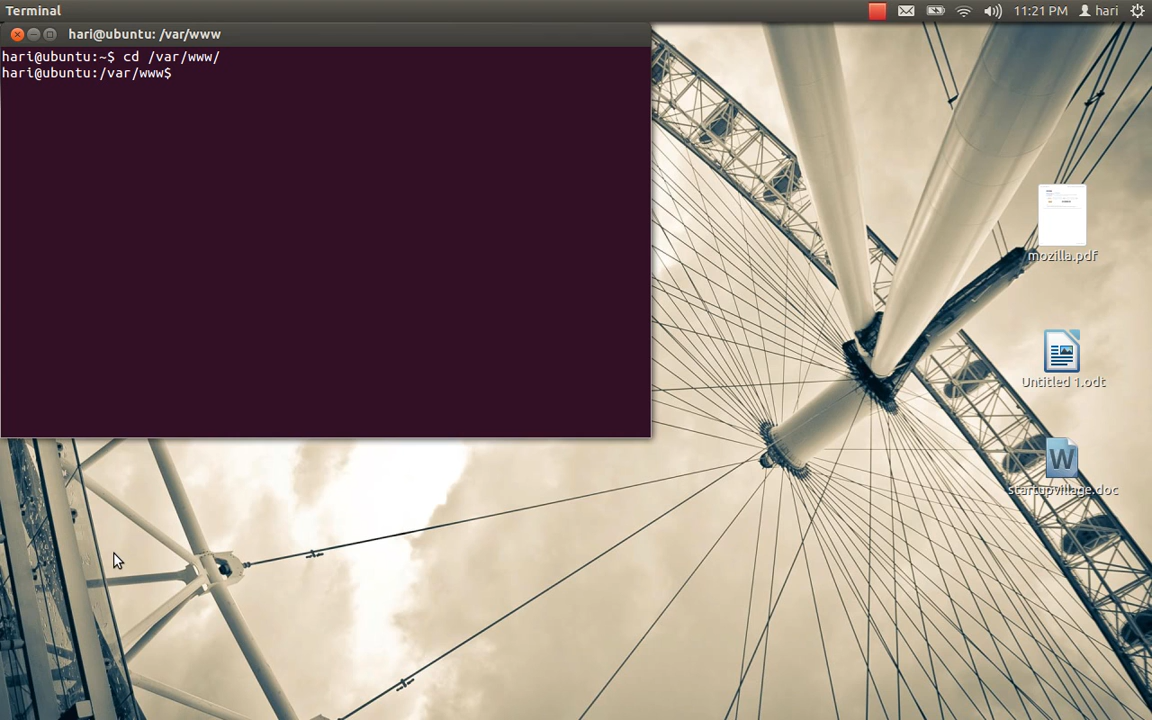 Terminal
11:21 PM
hari
hari@ubuntu: /var/www
hari@ubuntu:~$ cd /var/www/
hari@ubuntu:/var/www$
mozilla.pdf
Untitled 1.odt
W
startupvillage.doc